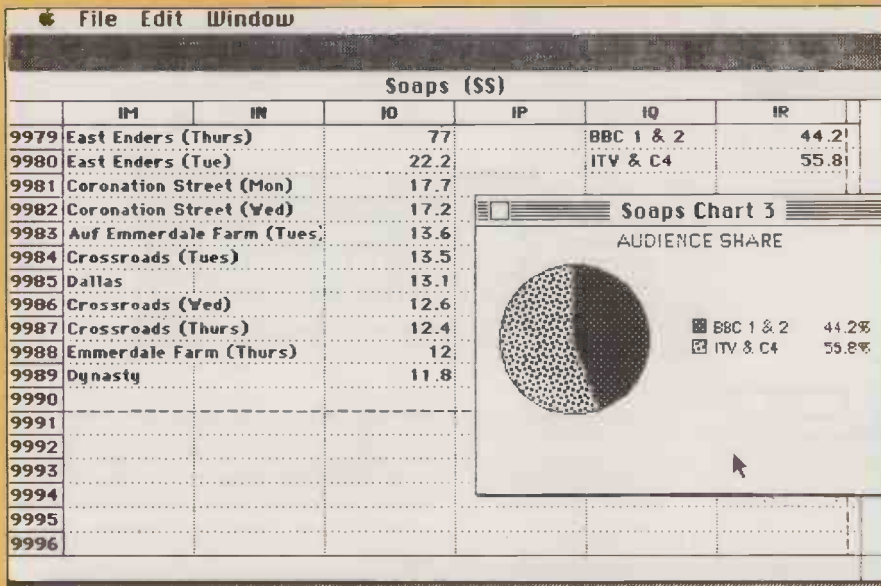 File Edit Window
Soaps (SS)
IM IN IO IP IQ IR
9979 East Enders (Thurs) 77 BBC 1 & 2 44.2
9980 East Enders (Tue) 22.2 ITV & C4 55.8
9981 Coronation Street (Mon) 17.7
9982 Coronation Street (Wed) 17.2
9983 Auf Emmerdale Farm (Tues) 13.6
9984 Crossroads (Tues) 13.5
9985 Dallas 13.1
9986 Crossroads (Wed) 12.6
9987 Crossroads (Thurs) 12.4
9988 Emmerdale Farm (Thurs) 12
9989 Dynasty 11.8
9990
9991
9992
9993
9994
9995
9996
Soaps Chart 3
AUDIENCE SHARE
BBC 1 & 2 44.2%
ITV & C4 55.8%